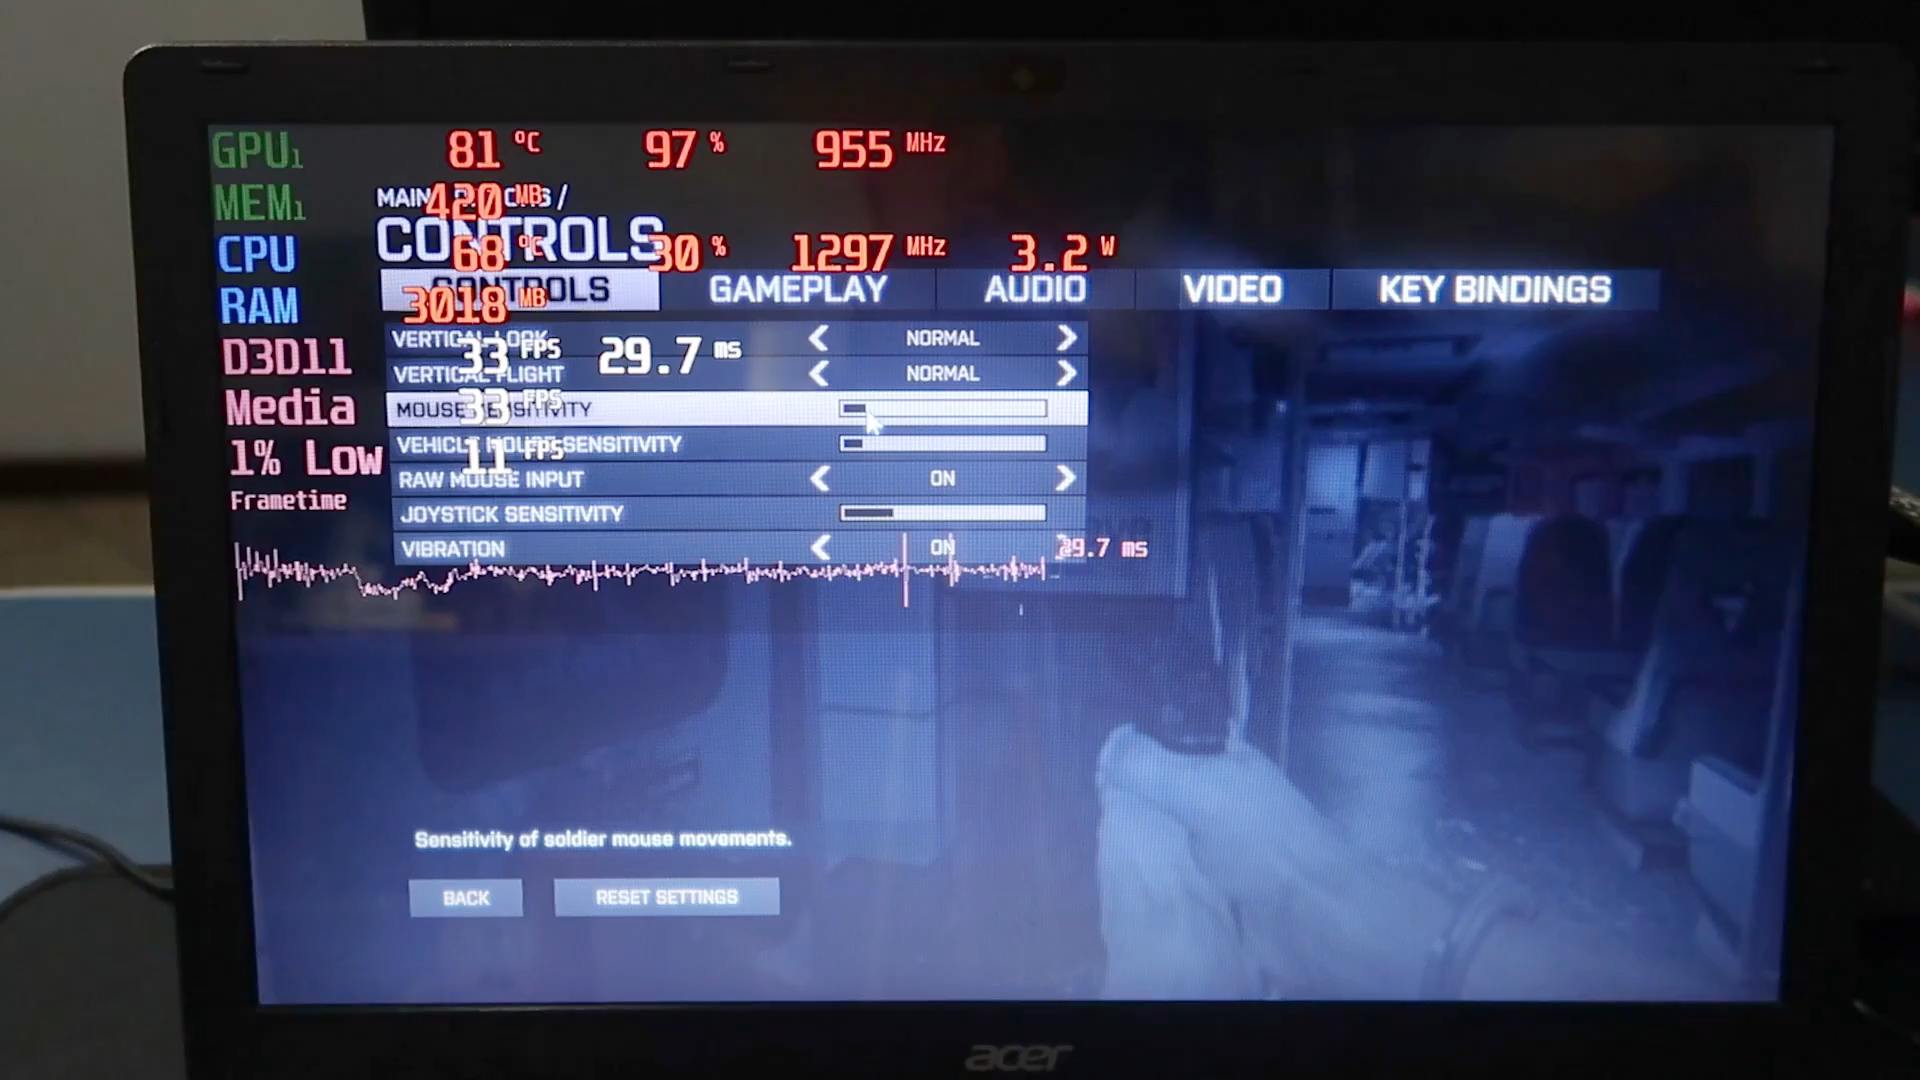 GPU1 81 °C 97 % 955 MHz
MEM1 420 MB
MAIN /
CONTROLS
CPU 68 °C 30 % 1297 MHz 3.2 W
CONTROLS GAMEPLAY AUDIO VIDEO KEY BINDINGS
RAM 3018 MB
VERTICAL LOOK NORMAL
D3D11 33 FPS 29.7 ms
VERTICAL FLIGHT NORMAL
Media 33 FPS
MOUSE SENSITIVITY
VEHICLE MOUSE SENSITIVITY
1% Low 11 FPS
RAW MOUSE INPUT ON
Frametime
JOYSTICK SENSITIVITY
VIBRATION ON
29.7 ms
Sensitivity of soldier mouse movements.
BACK RESET SETTINGS
acer